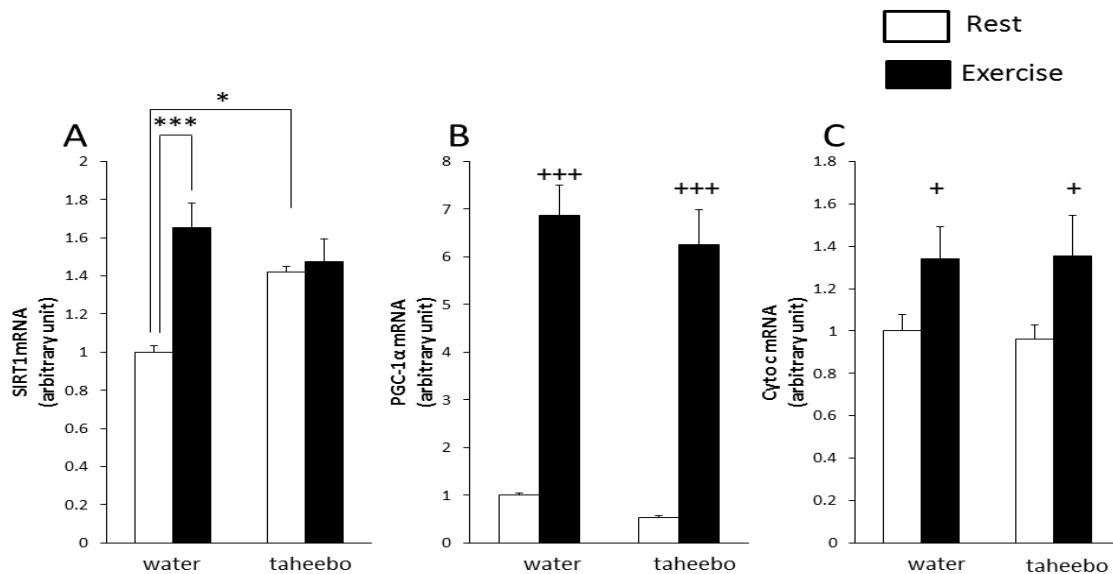 Rest
Exercise
A
*
***
SIRT1mRNA
(arbitrary unit)
2
1.8
1.6
1.4
1.2
1
0.8
0.6
0.4
0.2
0
water taheebo
B
+++
+++
PGC-1α mRNA
(arbitrary unit)
8
7
6
5
4
3
2
1
0
water taheebo
C
+
+
Cyto c mRNA
(arbitrary unit)
1.8
1.6
1.4
1.2
1
0.8
0.6
0.4
0.2
0
water taheebo